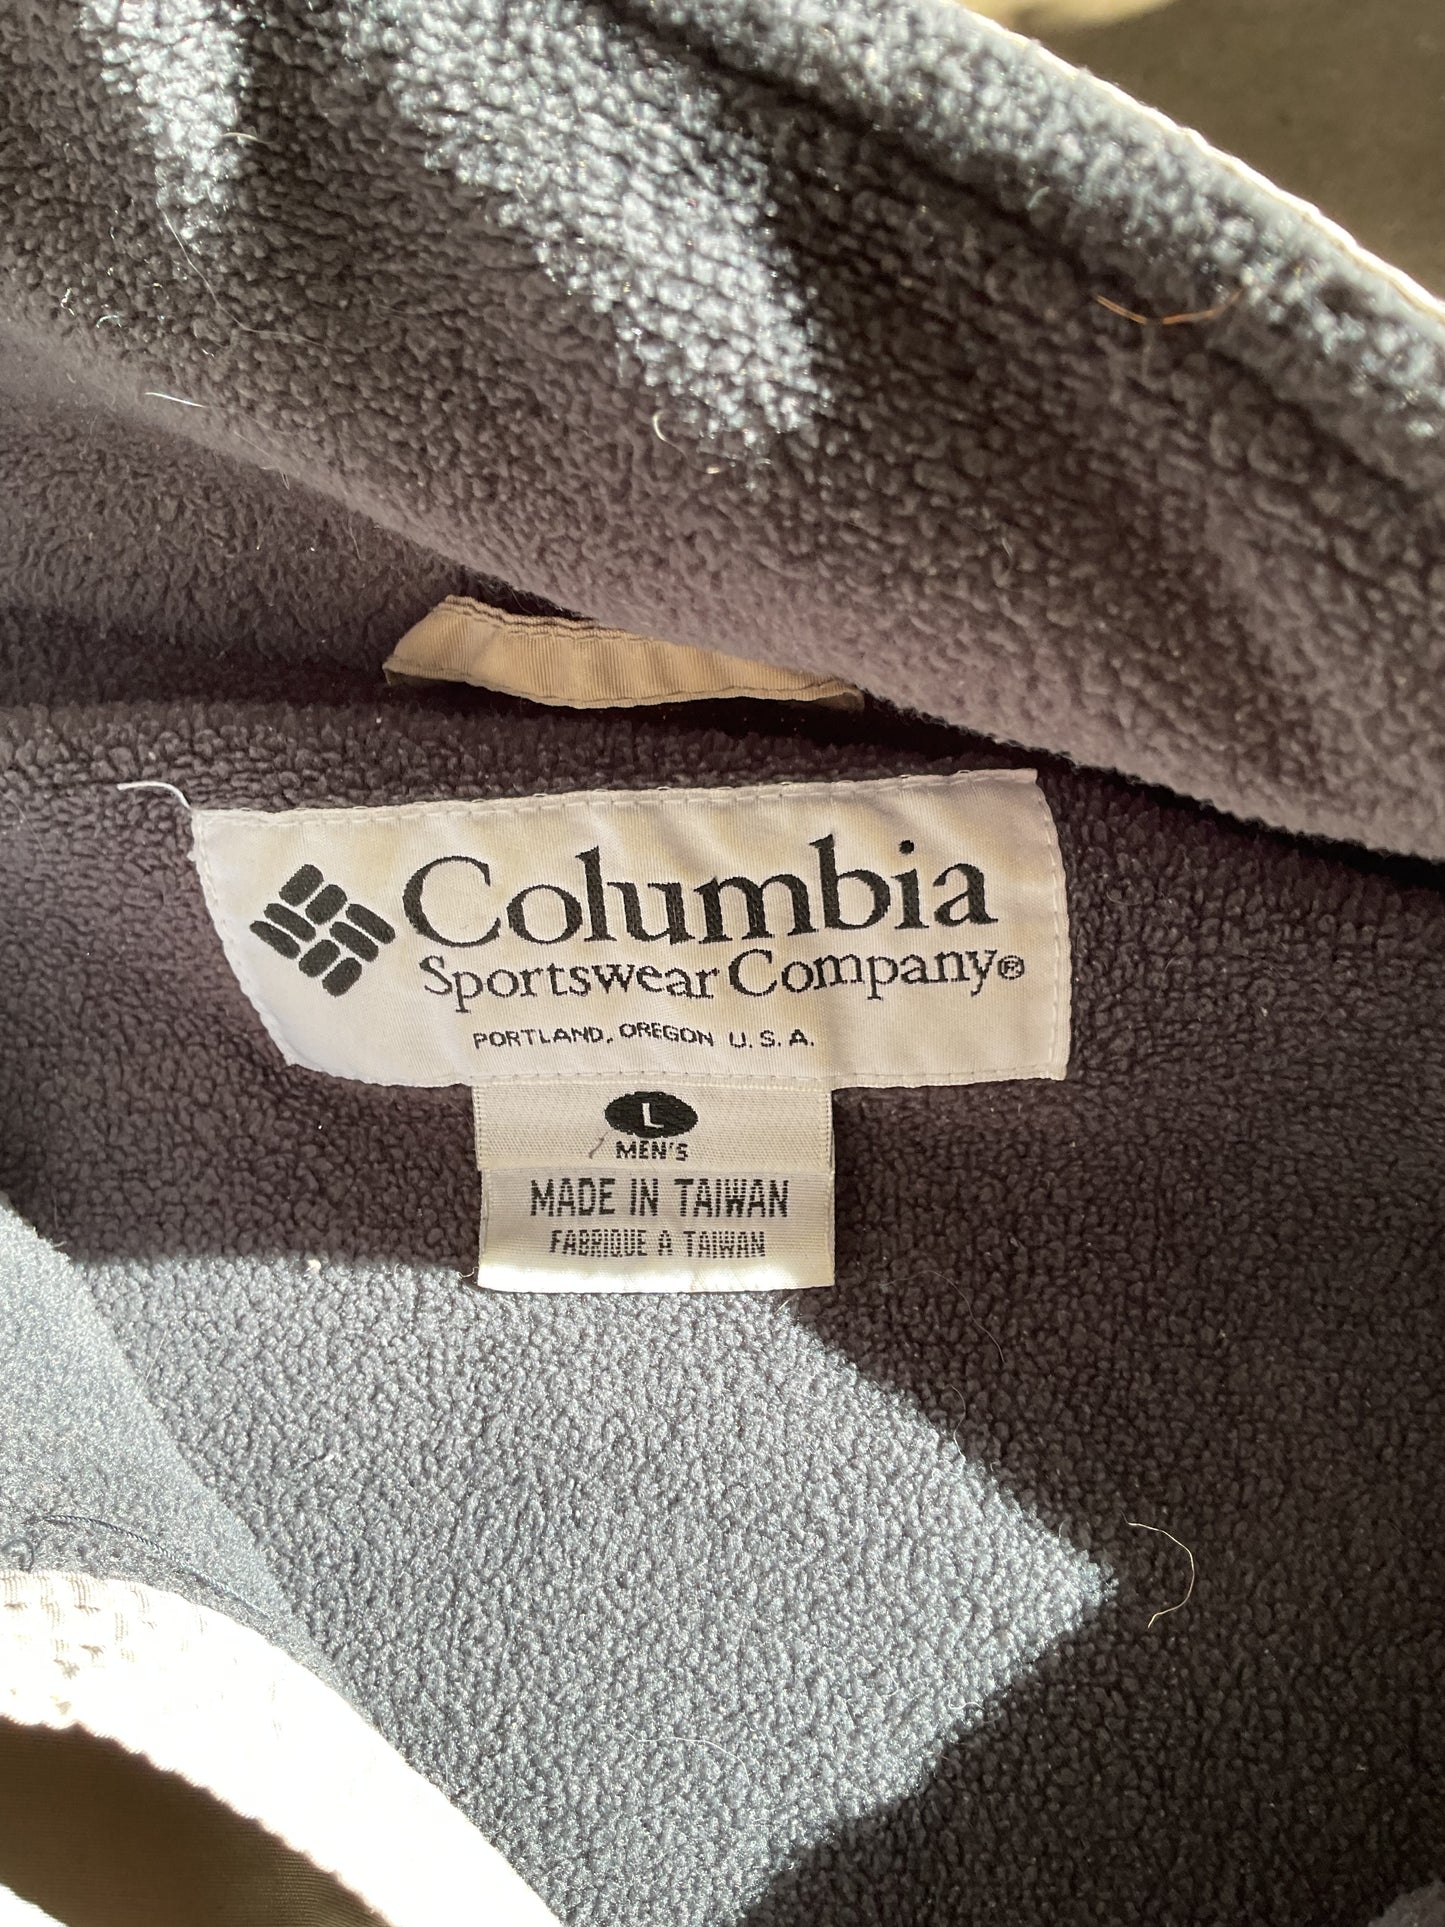 Columbia
Sportswear Company®
PORTLAND, OREGON U.S.A.
L
MEN'S
MADE IN TAIWAN
FABRIQUE A TAIWAN